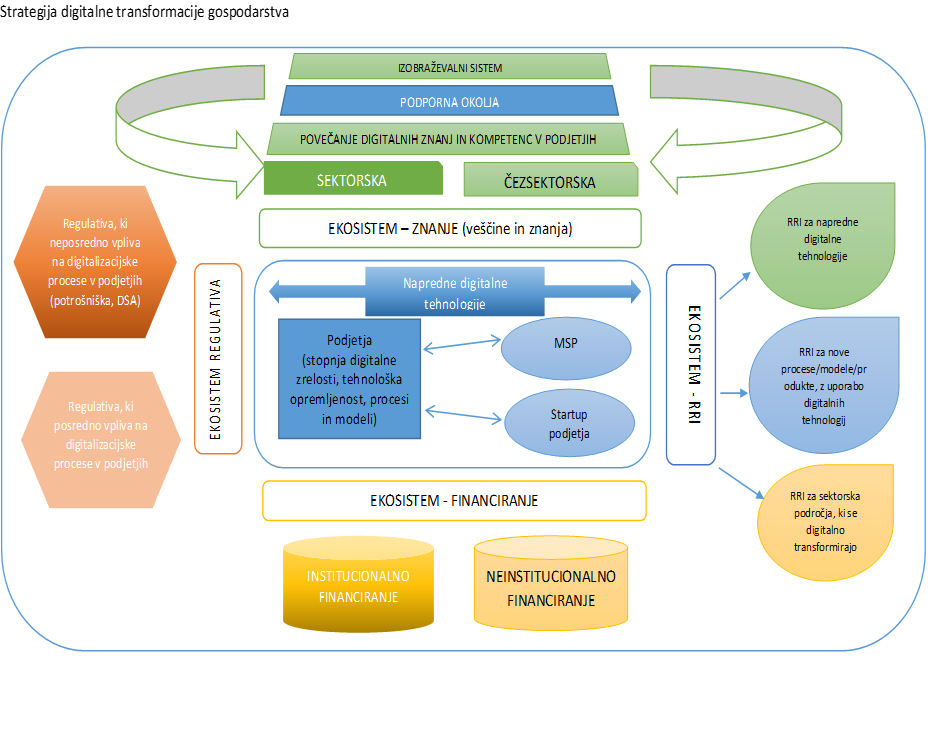 Strategija digitalne transformacije gospodarstva
IZOBRAŽEVALNI SISTEM
PODPORNA OKOLJA
POVEČANJE DIGITALNIH ZNANJ IN KOMPETENC V PODJETJIH
SEKTORSKA
ČEZSEKTORSKA
EKOSISTEM – ZNANJE (veščine in znanja)
Regulativa, ki
neposredno vpliva
na digitalizacijske
procese v podjetjih
(potrošniška, DSA)
Regulativa, ki
posredno vpliva na
digitalizacijske
procese v podjetjih
EKOSISTEM REGULATIVA
Napredne digitalne
tehnologije
Podjetja
(stopnja digitalne
zrelosti, tehnološka
opremljenost, procesi
in modeli)
MSP
Startup
podjetja
EKOSISTEM - RRI
RRI za napredne
digitalne
tehnologije
RRI za nove
procese/modele/pr
odukte, z uporabo
digitalnih
tehnologij
RRI za sektorska
področja, ki se
digitalno
transformirajo
EKOSISTEM - FINANCIRANJE
INSTITUCIONALNO
FINANCIRANJE
NEINSTITUCIONALNO
FINANCIRANJE